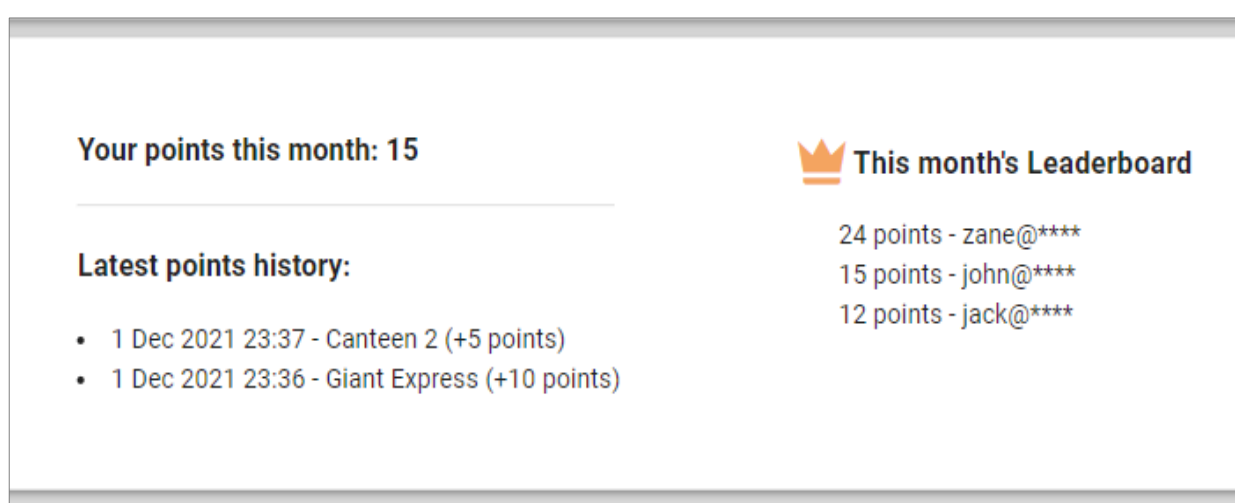 Your points this month: 15
Latest points history:
• 1 Dec 2021 23:37 - Canteen 2 (+5 points)
• 1 Dec 2021 23:36 - Giant Express (+10 points)
This month's Leaderboard
24 points - zane@****
15 points - john@****
12 points - jack@****